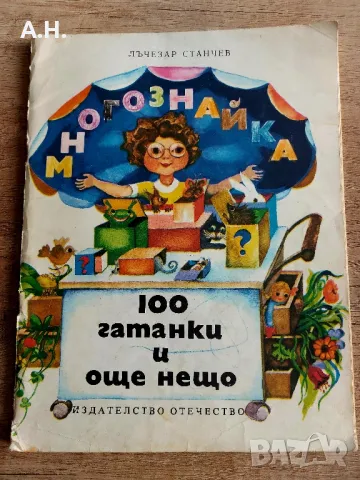 А.Н.
ЛЪЧЕЗАР СТАНЧЕВ
МНОГОЗНАЙКА
?
?
100
гатанки
и
още нещо
ИЗДАТЕЛСТВО ОТЕЧЕСТВО
BAZAR